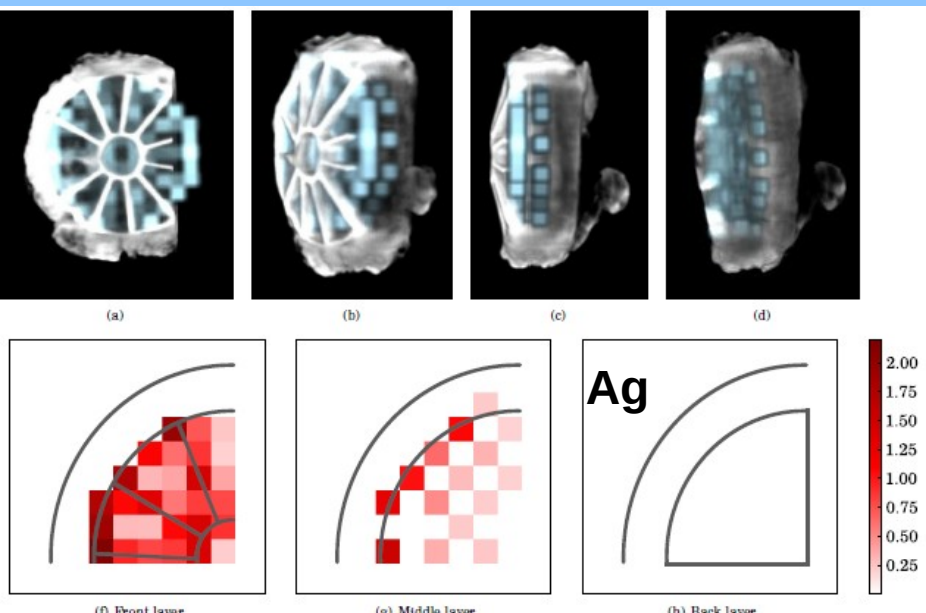 (a) (b) (c) (d)
Ag
2.00
1.75
1.50
1.25
1.00
0.75
0.50
0.25
(f) Front layer (g) Middle layer (h) Back layer